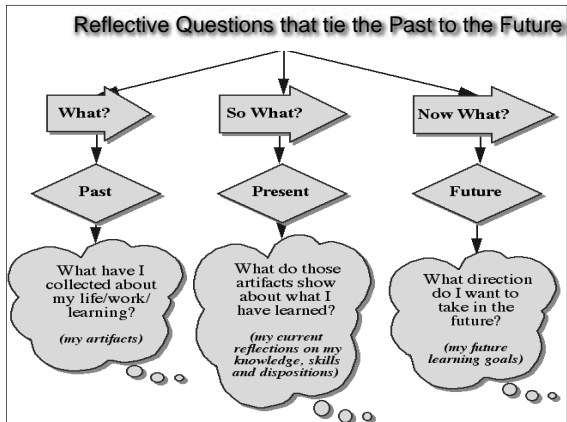 Reflective Questions that tie the Past to the Future
What?
So What?
Now What?
Past
Present
Future
What have I
collected about
my life/work/
learning?
(my artifacts)
What do those
artifacts show
about what I
have learned?
(my current
reflections on my
knowledge, skills
and dispositions)
What direction
do I want to
take in the
future?
(my future
learning goals)